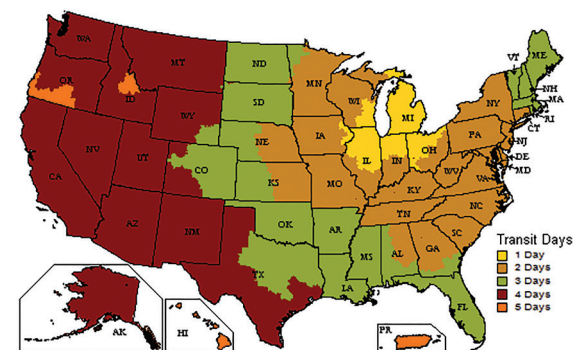 WA
OR
MT
ID
WY
ND
SD
MN
WI
MI
NE
IA
IL
IN
OH
NV
UT
CO
KS
MO
KY
WV
VA
PA
NY
VT
ME
NH
MA
RI
CT
NJ
DE
MD
CA
AZ
NM
OK
AR
TN
NC
SC
TX
LA
MS
AL
GA
FL
AK
HI
PR
Transit Days
1 Day
2 Days
3 Days
4 Days
5 Days